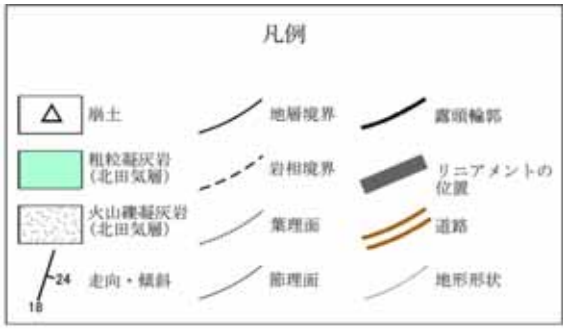 凡例
崩土
地層境界
露頭輪郭
粗粒凝灰岩
(北田気層)
岩相境界
リニアメントの
位置
火山礫凝灰岩
(北田気層)
葉理面
道路
24
18
走向・傾斜
節理面
地形形状